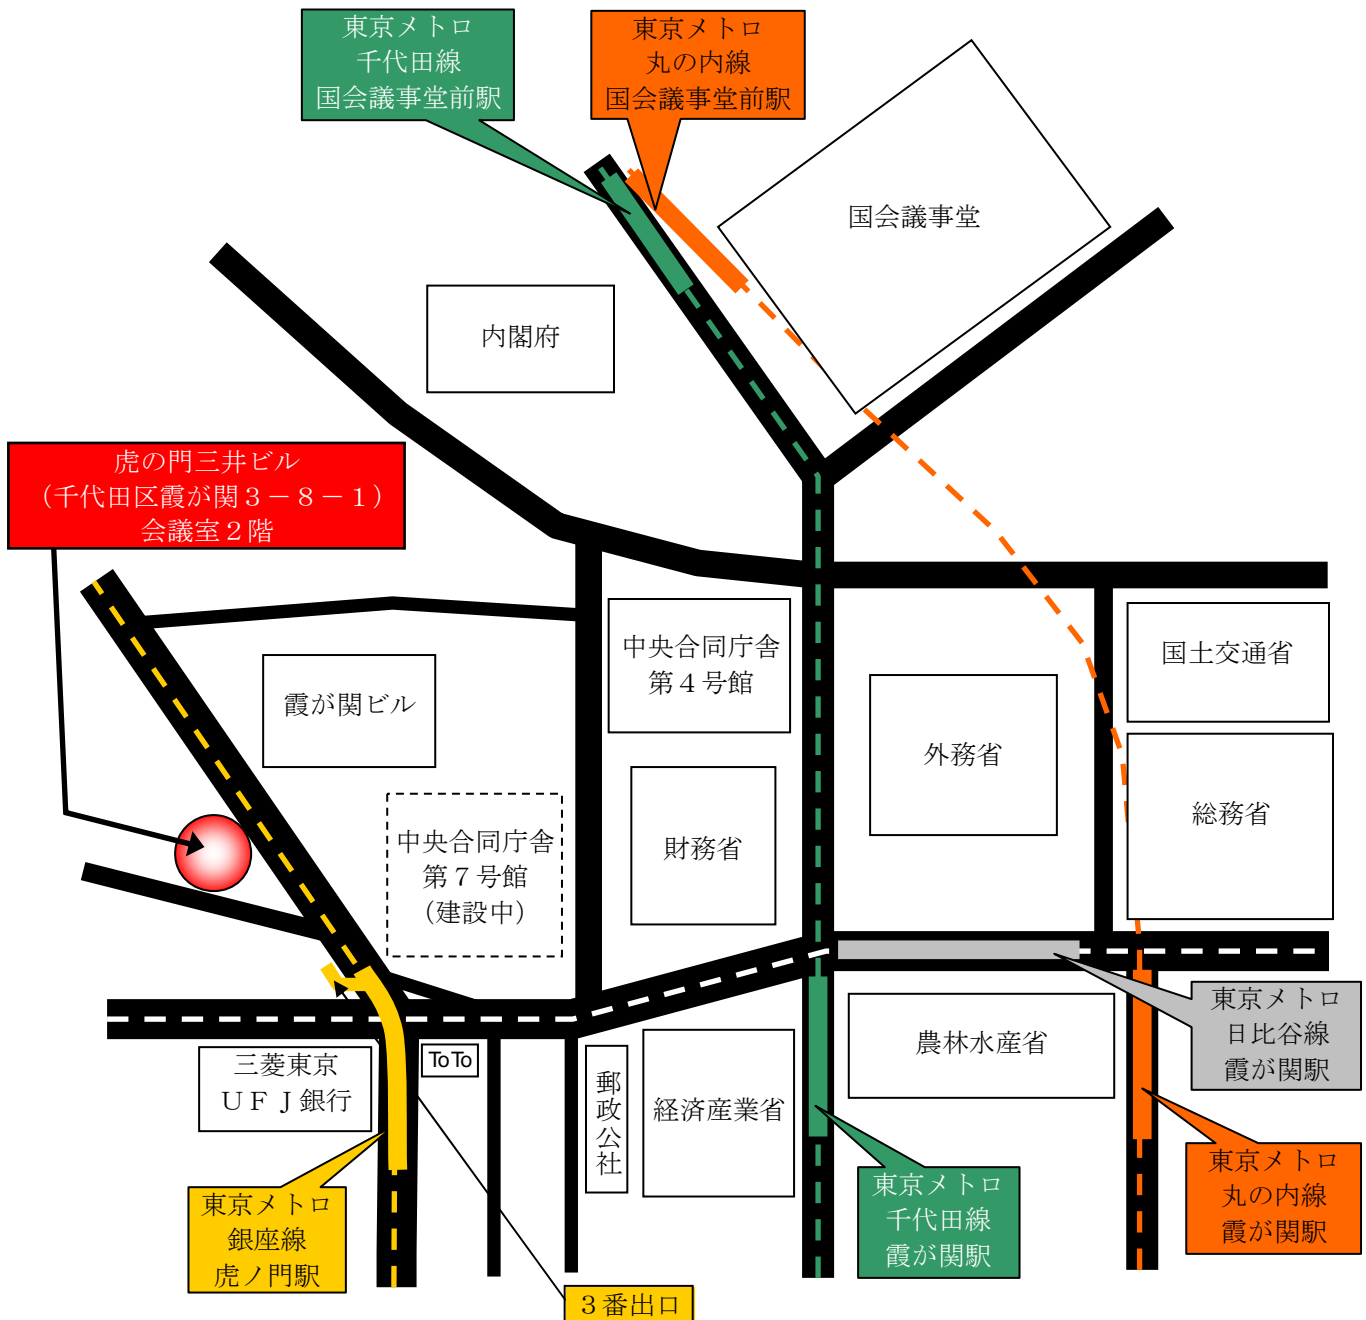 東京メトロ
千代田線
国会議事堂前駅
東京メトロ
丸の内線
国会議事堂前駅
国会議事堂
内閣府
虎の門三井ビル
（千代田区霞が関３－８－１）
会議室２階
中央合同庁舎
第４号館
国土交通省
霞が関ビル
外務省
総務省
中央合同庁舎
第７号館
（建設中）
財務省
東京メトロ
日比谷線
霞が関駅
農林水産省
三菱東京
ＵＦＪ銀行
ToTo
郵政公社
経済産業省
東京メトロ
銀座線
虎ノ門駅
東京メトロ
千代田線
霞が関駅
東京メトロ
丸の内線
霞が関駅
３番出口